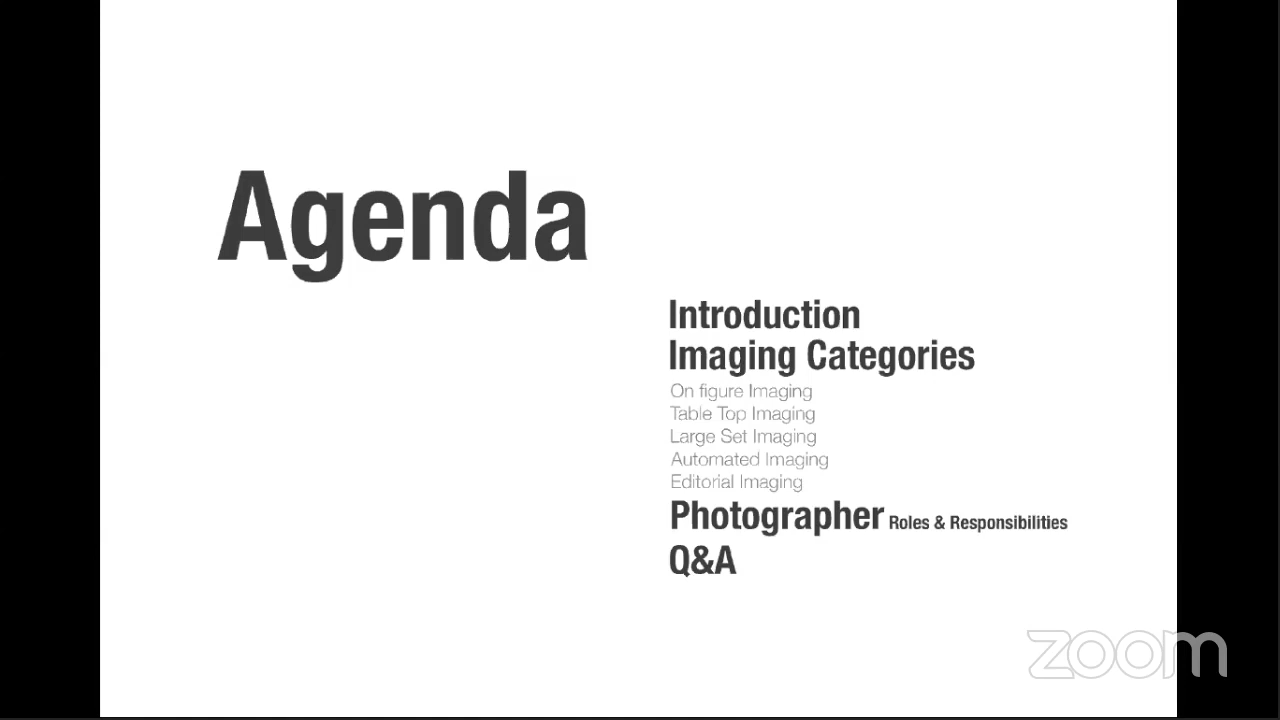 Agenda
Introduction
Imaging Categories
On figure Imaging
Table Top Imaging
Large Set Imaging
Automated Imaging
Editorial Imaging
Photographer Roles & Responsibilities
Q&A
zoom